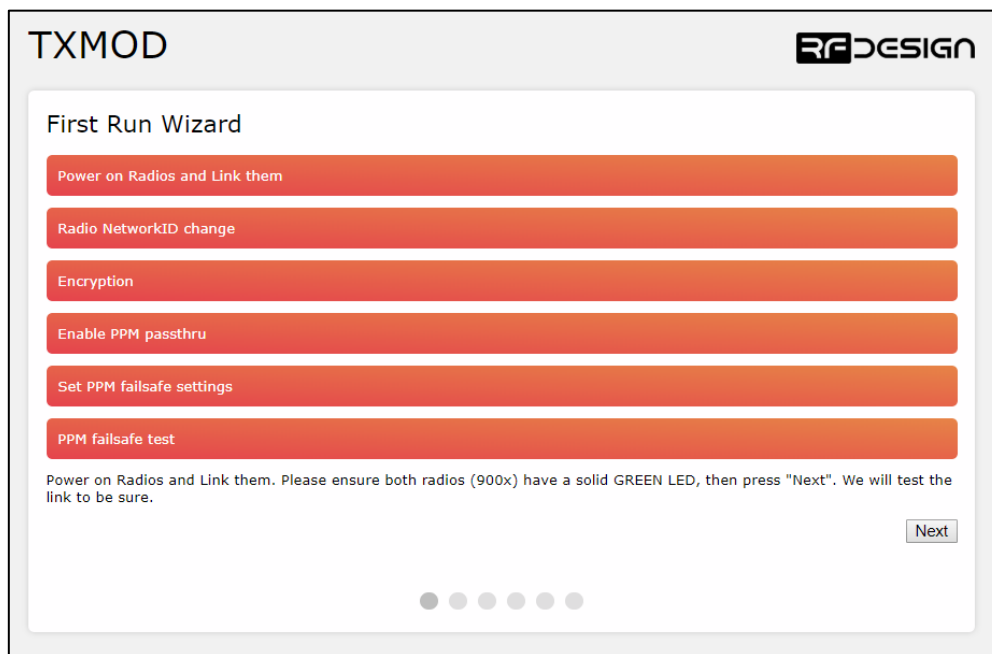 TXMOD
RFDESIGN
First Run Wizard
Power on Radios and Link them
Radio NetworkID change
Encryption
Enable PPM passthru
Set PPM failsafe settings
PPM failsafe test
Power on Radios and Link them. Please ensure both radios (900x) have a solid GREEN LED, then press "Next". We will test the
link to be sure.
Next